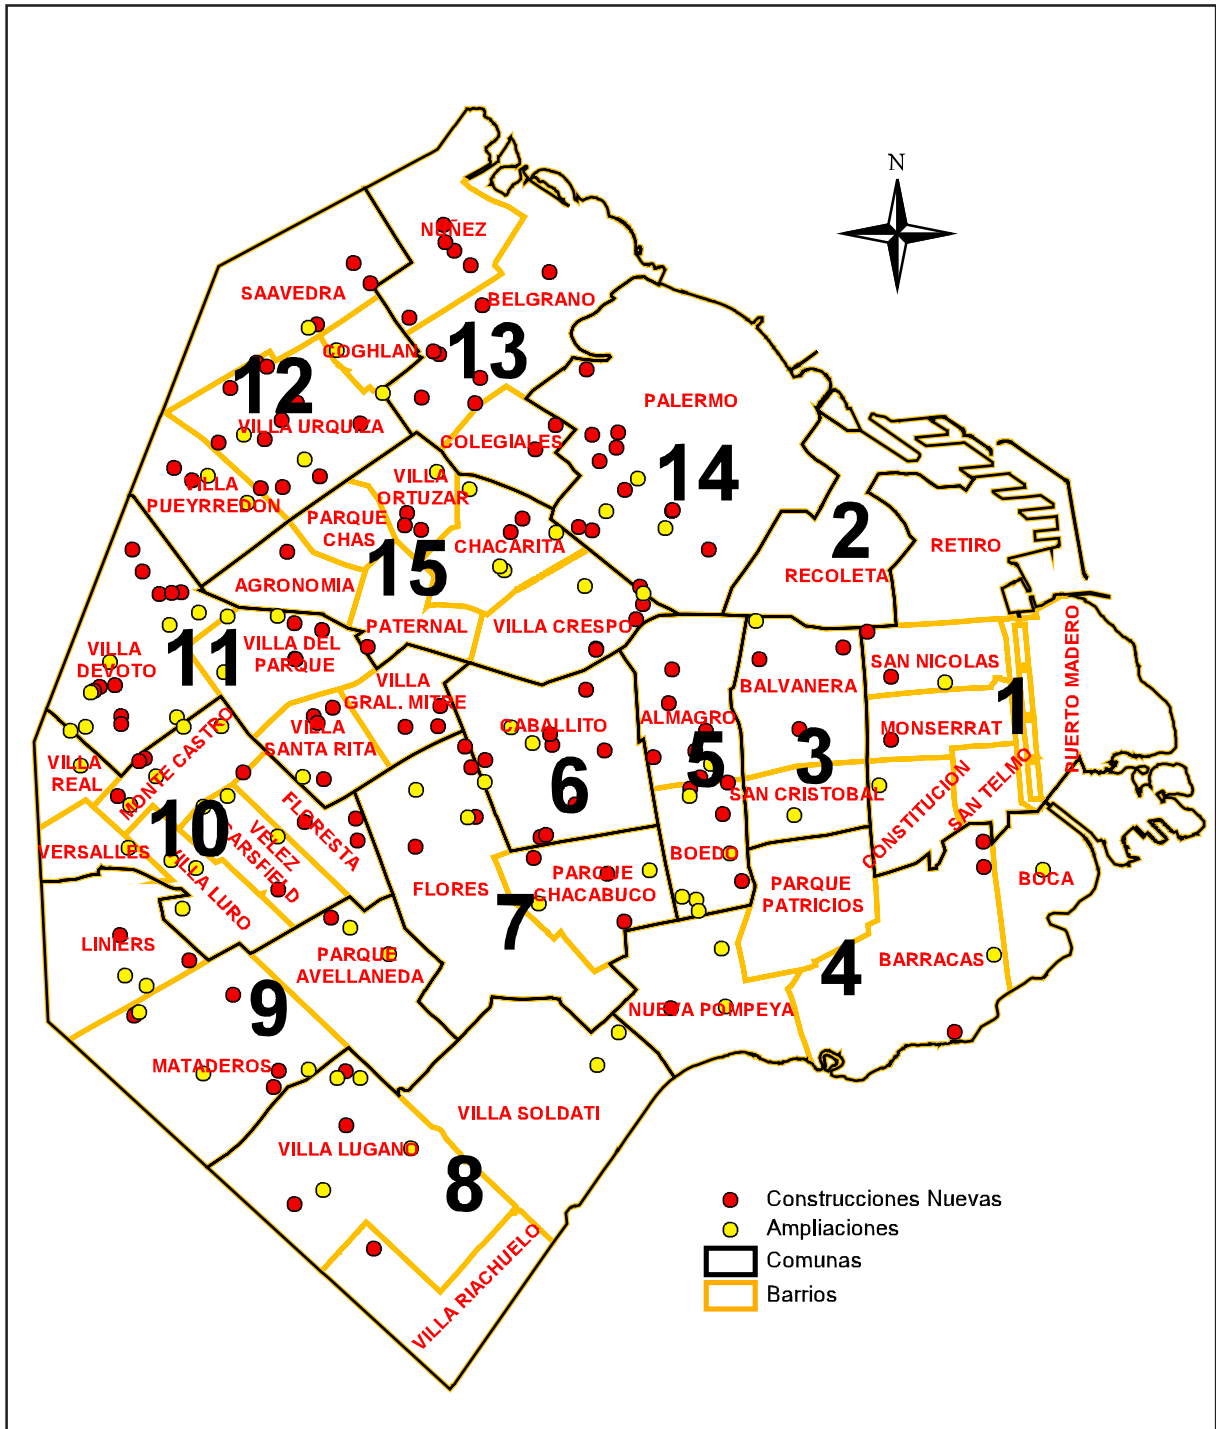 N
NUÑEZ
SAAVEDRA
BELGRANO
13
COGHLAN
12
VILLA URQUIZA
PALERMO
COLEGIALES
14
VILLA
ORTUZAR
VILLA
PUEYRREDON
PARQUE
CHAS
CHACARITA
2
RETIRO
15
AGRONOMIA
RECOLETA
PATERNAL
VILLA CRESPO
PUERTO MADERO
11
VILLA DEL
PARQUE
VILLA
DEVOTO
SAN NICOLAS
BALVANERA
VILLA
GRAL. MITRE
1
ALMAGRO
CABALLITO
MONSERRAT
VILLA
SANTA RITA
5
3
VILLA
REAL
MONTE CASTRO
6
SAN CRISTOBAL
CONSTITUCION
SAN TELMO
FLORESTA
10
VELEZ
SARSFIELD
VERSALLES
VILLA LURO
BOEDO
FLORES
PARQUE
CHACABUCO
PARQUE
PATRICIOS
BOCA
7
LINIERS
PARQUE
AVELLANEDA
4
BARRACAS
9
NUEVA POMPEYA
MATADEROS
VILLA SOLDATI
VILLA LUGANO
8
VILLA RIACHUELO
Construcciones Nuevas
Ampliaciones
Comunas
Barrios